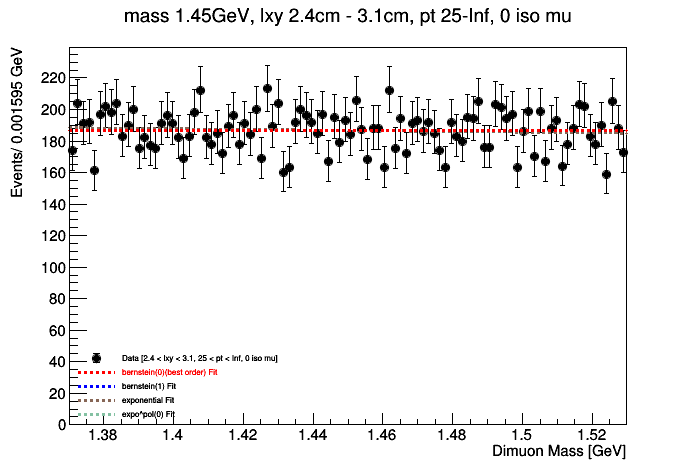 mass 1.45GeV, lxy 2.4cm - 3.1cm, pt 25-Inf, 0 iso mu
Events/ 0.001595 GeV
220
200
180
160
140
120
100
80
60
40
20
0
Data [2.4 < lxy < 3.1, 25 < pt < Inf, 0 iso mu]
bernstein(0)(best order) Fit
bernstein(1) Fit
exponential Fit
expo*pol(0) Fit
1.38 1.4 1.42 1.44 1.46 1.48 1.5 1.52
Dimuon Mass [GeV]